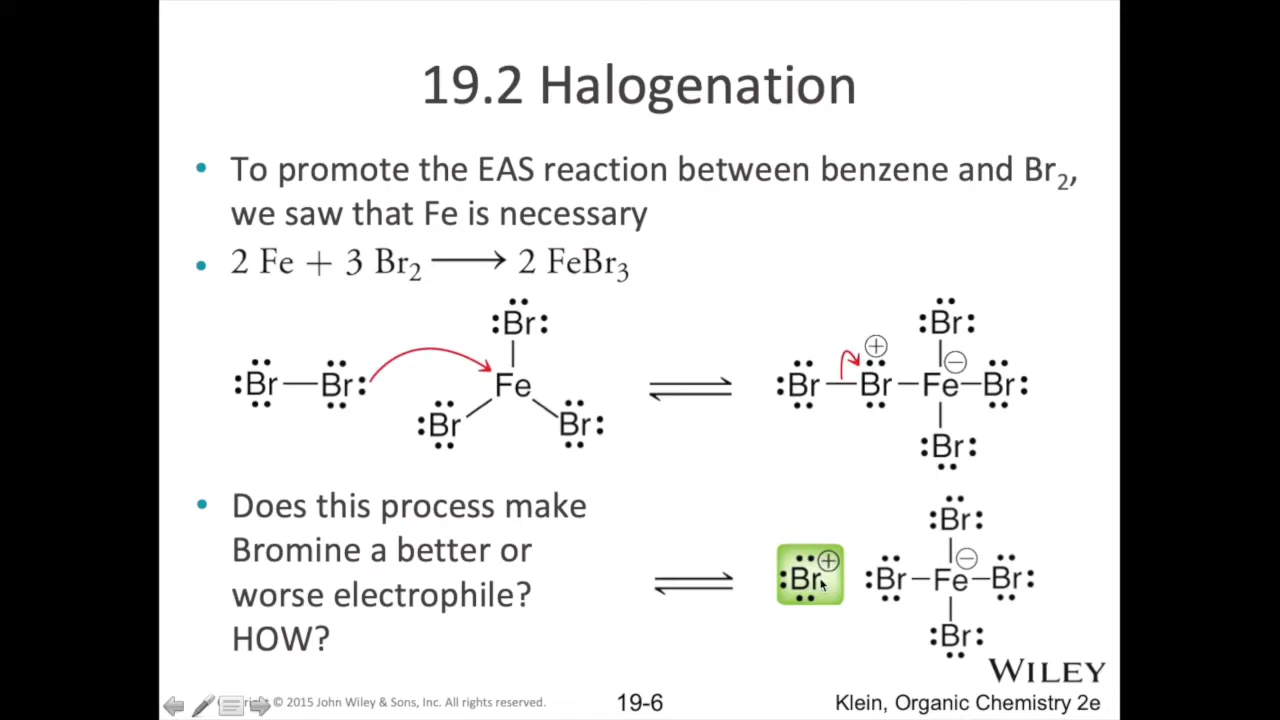 19.2 Halogenation
• To promote the EAS reaction between benzene and Br₂,
we saw that Fe is necessary
• 2 Fe + 3 Br₂ ⟶ 2 FeBr₃
:Br—Br: Fe :Br: :Br: Br: ⇌ :Br—Br—Fe—Br: :Br: :Br: ⊕ ⊖
• Does this process make
Bromine a better or
worse electrophile?
HOW?
⇌ :Br ⊕ :Br—Fe—Br: :Br: :Br: ⊖
WILEY
© 2015 John Wiley & Sons, Inc. All rights reserved.
19-6
Klein, Organic Chemistry 2e